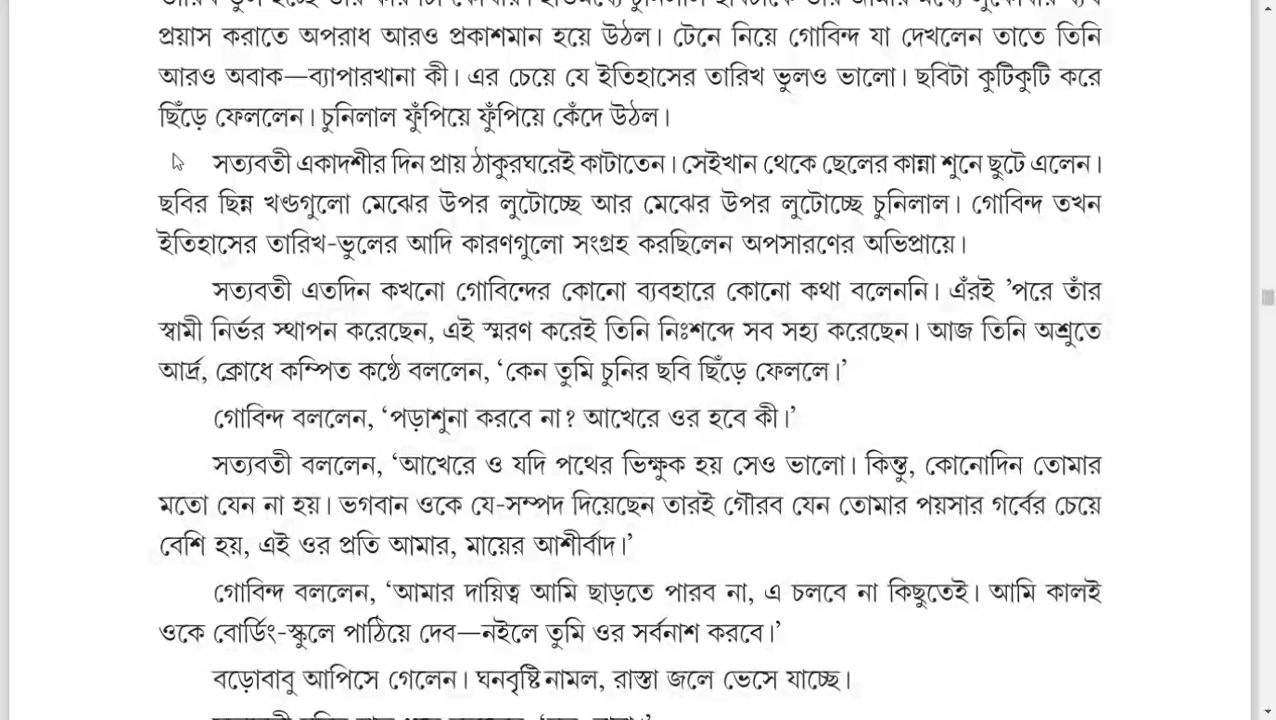 প্রয়াস করাতে অপরাধ আরও প্রকাশমান হয়ে উঠল। টেনে নিয়ে গোবিন্দ যা দেখলেন তাতে তিনি
আরও অবাক—ব্যাপারখানা কী। এর চেয়ে যে ইতিহাসের তারিখ ভুলও ভালো। ছবিটা কুটিকুটি করে
ছিঁড়ে ফেললেন। চুনিলাল ফুঁপিয়ে ফুঁপিয়ে কেঁদে উঠল।
সত্যবতী একাদশীর দিন প্রায় ঠাকুরঘরেই কাটাতেন। সেইখান থেকে ছেলের কান্না শুনে ছুটে এলেন।
ছবির ছিন্ন খণ্ডগুলো মেঝের উপর লুটোচ্ছে আর মেঝের উপর লুটোচ্ছে চুনিলাল। গোবিন্দ তখন
ইতিহাসের তারিখ-ভুলের আদি কারণগুলো সংগ্রহ করছিলেন অপসারণের অভিপ্রায়ে।
সত্যবতী এতদিন কখনো গোবিন্দের কোনো ব্যবহারে কোনো কথা বলেননি। এঁরই ’পরে তাঁর
স্বামী নির্ভর স্থাপন করেছেন, এই স্মরণ করেই তিনি নিঃশব্দে সব সহ্য করেছেন। আজ তিনি অশ্রুতে
আর্দ্র, ক্রোধে কম্পিত কণ্ঠে বললেন, ‘কেন তুমি চুনির ছবি ছিঁড়ে ফেললে।’
গোবিন্দ বললেন, ‘পড়াশুনা করবে না? আখেরে ওর হবে কী।’
সত্যবতী বললেন, ‘আখেরে ও যদি পথের ভিক্ষুক হয় সেও ভালো। কিন্তু, কোনোদিন তোমার
মতো যেন না হয়। ভগবান ওকে যে-সম্পদ দিয়েছেন তারই গৌরব যেন তোমার পয়সার গর্বের চেয়ে
বেশি হয়, এই ওর প্রতি আমার, মায়ের আশীর্বাদ।’
গোবিন্দ বললেন, ‘আমার দায়িত্ব আমি ছাড়তে পারব না, এ চলবে না কিছুতেই। আমি কালই
ওকে বোর্ডিং-স্কুলে পাঠিয়ে দেব—নইলে তুমি ওর সর্বনাশ করবে।’
বড়োবাবু আপিসে গেলেন। ঘনবৃষ্টি নামল, রাস্তা জলে ভেসে যাচ্ছে।